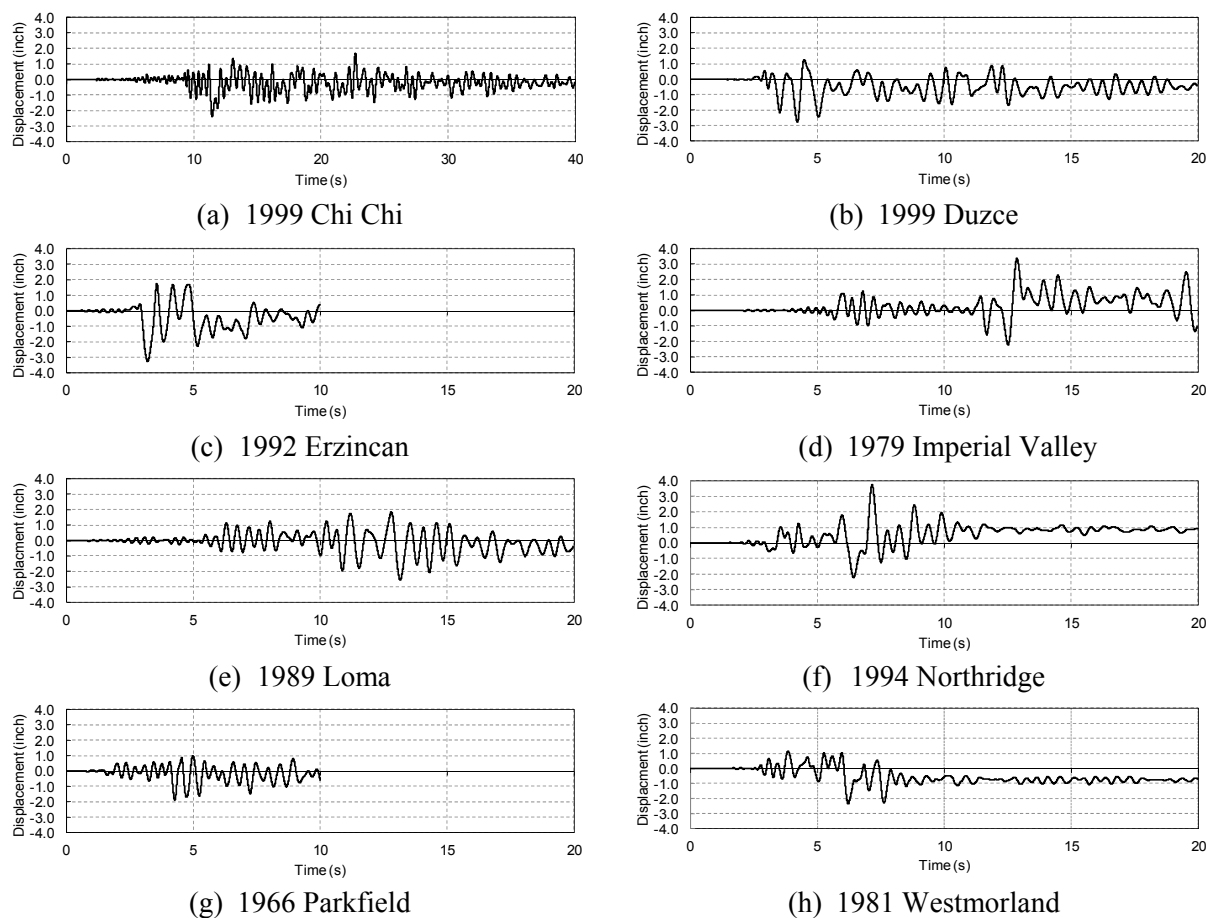 4.0
3.0
2.0
1.0
0.0
-1.0
-2.0
-3.0
-4.0
Displacement (inch)
0 10 20 30 40
Time (s)
(a) 1999 Chi Chi
4.0
3.0
2.0
1.0
0.0
-1.0
-2.0
-3.0
-4.0
Displacement (inch)
0 5 10 15 20
Time (s)
(b) 1999 Duzce
4.0
3.0
2.0
1.0
0.0
-1.0
-2.0
-3.0
-4.0
Displacement (inch)
0 5 10 15 20
Time (s)
(c) 1992 Erzincan
4.0
3.0
2.0
1.0
0.0
-1.0
-2.0
-3.0
-4.0
Displacement (inch)
0 5 10 15 20
Time (s)
(d) 1979 Imperial Valley
4.0
3.0
2.0
1.0
0.0
-1.0
-2.0
-3.0
-4.0
Displacement (inch)
0 5 10 15 20
Time (s)
(e) 1989 Loma
4.0
3.0
2.0
1.0
0.0
-1.0
-2.0
-3.0
-4.0
Displacement (inch)
0 5 10 15 20
Time (s)
(f) 1994 Northridge
4.0
3.0
2.0
1.0
0.0
-1.0
-2.0
-3.0
-4.0
Displacement (inch)
0 5 10 15 20
Time (s)
(g) 1966 Parkfield
4.0
3.0
2.0
1.0
0.0
-1.0
-2.0
-3.0
-4.0
Displacement (inch)
0 5 10 15 20
Time (s)
(h) 1981 Westmorland